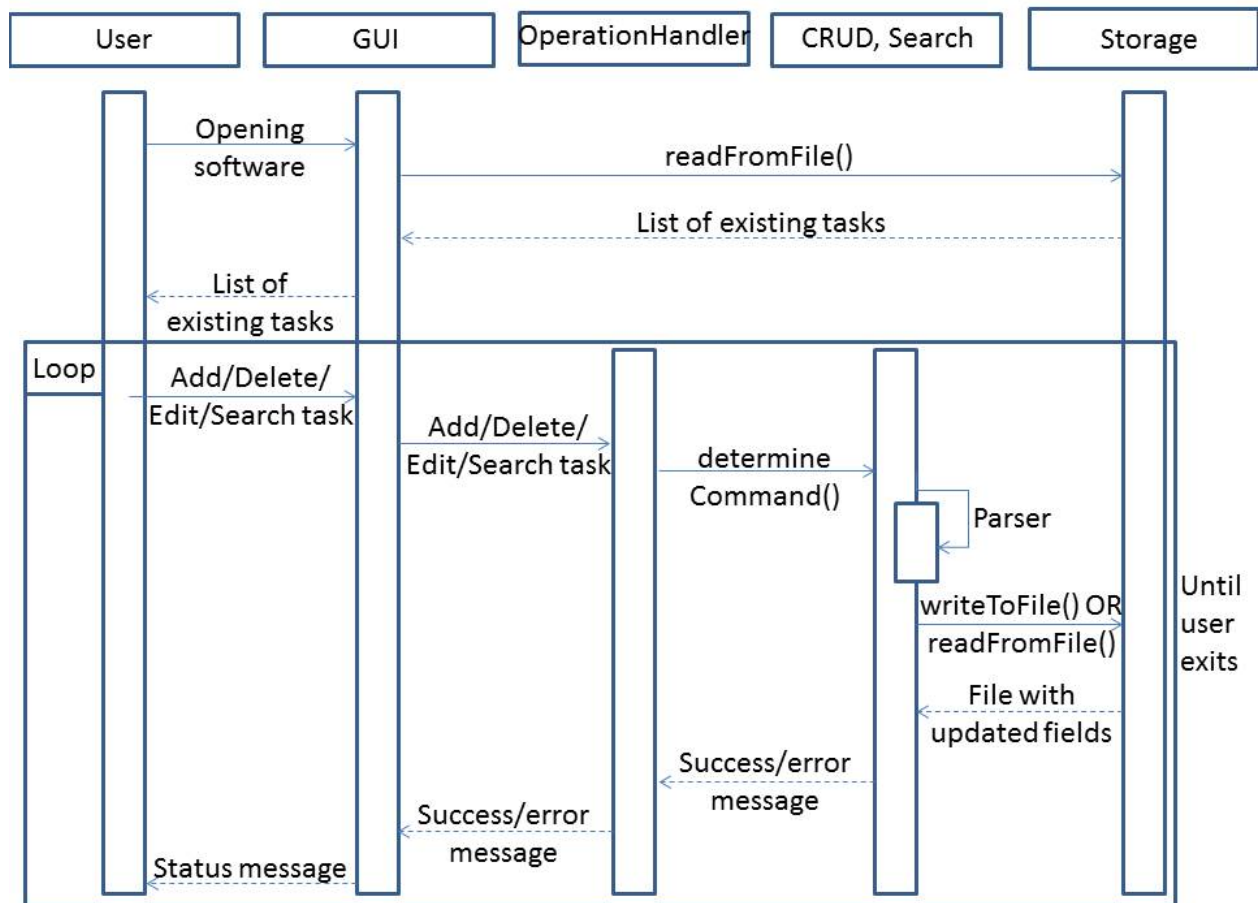 User
GUI
OperationHandler
CRUD, Search
Storage
Opening
software
readFromFile()
List of existing tasks
List of
existing tasks
Loop
Add/Delete/
Edit/Search task
Add/Delete/
Edit/Search task
determine
Command()
Parser
writeToFile() OR
readFromFile()
Until
user
exits
File with
updated fields
Success/error
message
Success/error
message
Status message